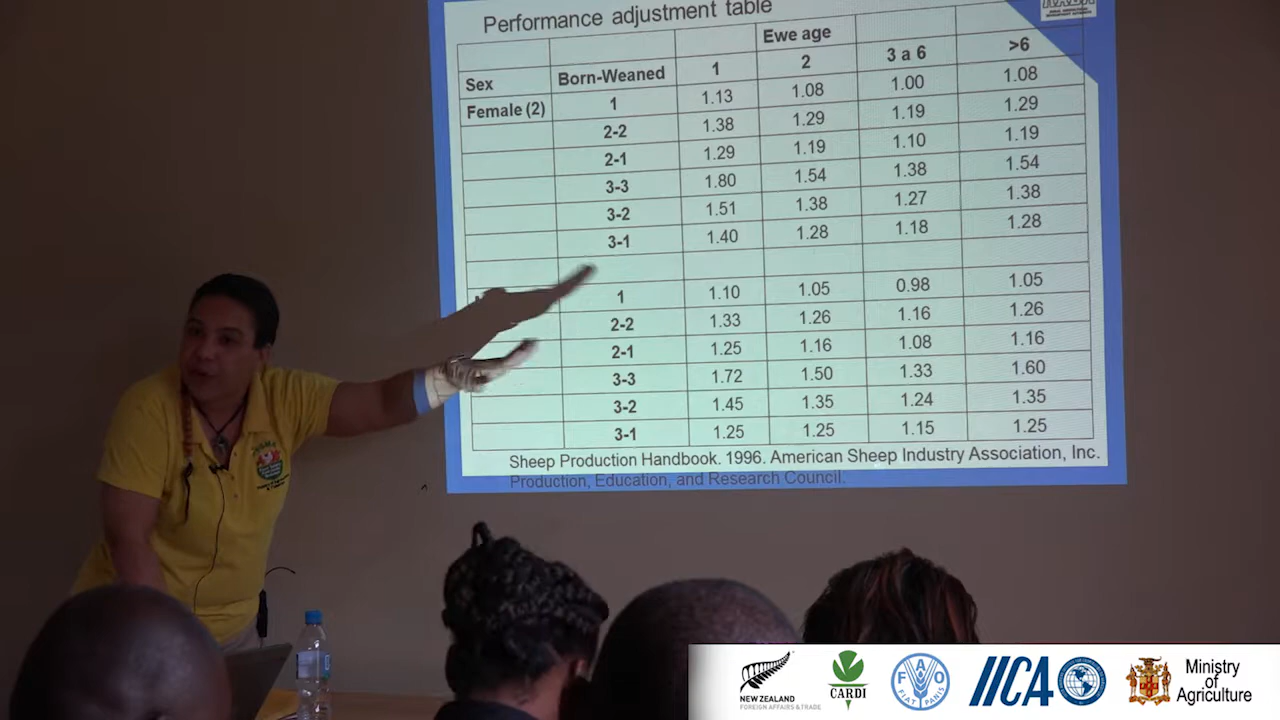 Performance adjustment table
Ewe age
Sex Born-Weaned 1 2 3 a 6 >6
Female (2) 1 1.13 1.08 1.00 1.08
2-2 1.38 1.29 1.19 1.29
2-1 1.29 1.19 1.10 1.19
3-3 1.80 1.54 1.38 1.54
3-2 1.51 1.38 1.27 1.38
3-1 1.40 1.28 1.18 1.28
1 1.10 1.05 0.98 1.05
2-2 1.33 1.26 1.16 1.26
2-1 1.25 1.16 1.08 1.16
3-3 1.72 1.50 1.33 1.60
3-2 1.45 1.35 1.24 1.35
3-1 1.25 1.25 1.15 1.25
Sheep Production Handbook. 1996. American Sheep Industry Association, Inc.
Production, Education, and Research Council.
NEW ZEALAND
FOREIGN AFFAIRS & TRADE
CARDI
FAO
FIAT PANIS
IICA
Ministry
of
Agriculture